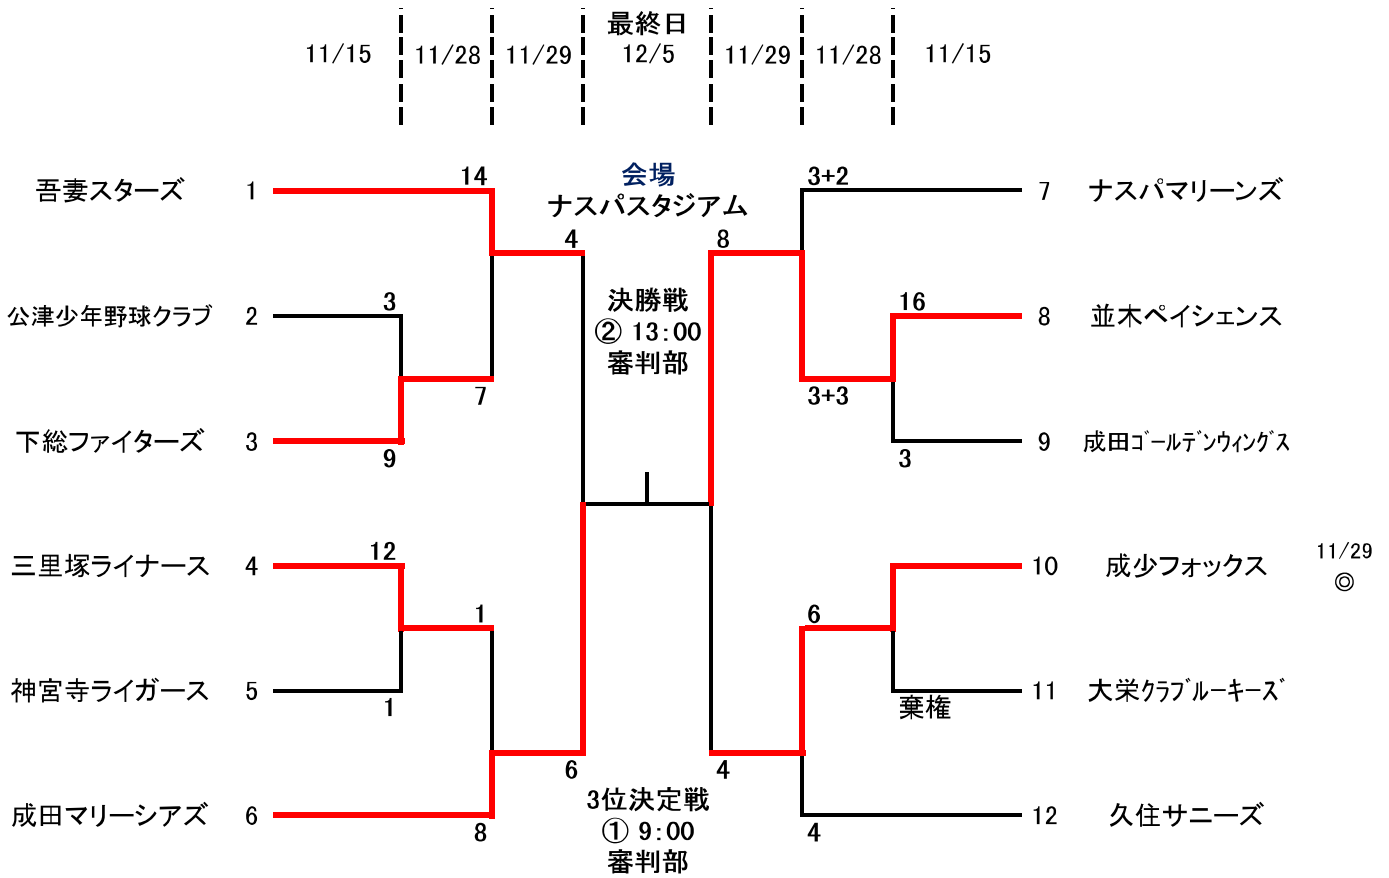 最終日
11/15 11/28 11/29 12/5 11/29 11/28 11/15
会場
ナスパスタジアム
吾妻スターズ 1 14 3+2 7 ナスパマリーンズ
4 8
公津少年野球クラブ 2 3 決勝戦 16 8 並木ペイシェンス
② 13:00
審判部
7 3+3
下総ファイターズ 3 9 3 9 成田ゴールデンウィングス
三里塚ライナース 4 12 10 成少フォックス 11/29
◎
1 6
神宮寺ライガース 5 1 棄権 11 大栄クラブルーキーズ
6 4
3位決定戦
成田マリーシアズ 6 8 ① 9:00 4 12 久住サニーズ
審判部